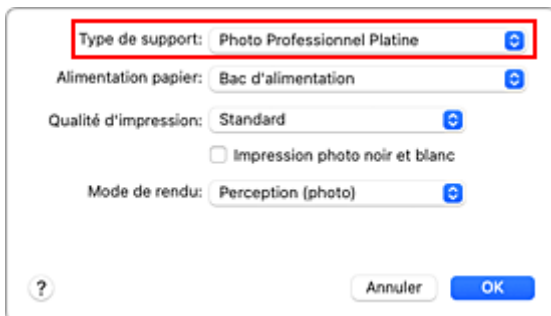 Type de support: Photo Professionnel Platine
Alimentation papier: Bac d'alimentation
Qualité d'impression: Standard
Impression photo noir et blanc
Mode de rendu: Perception (photo)
? Annuler OK